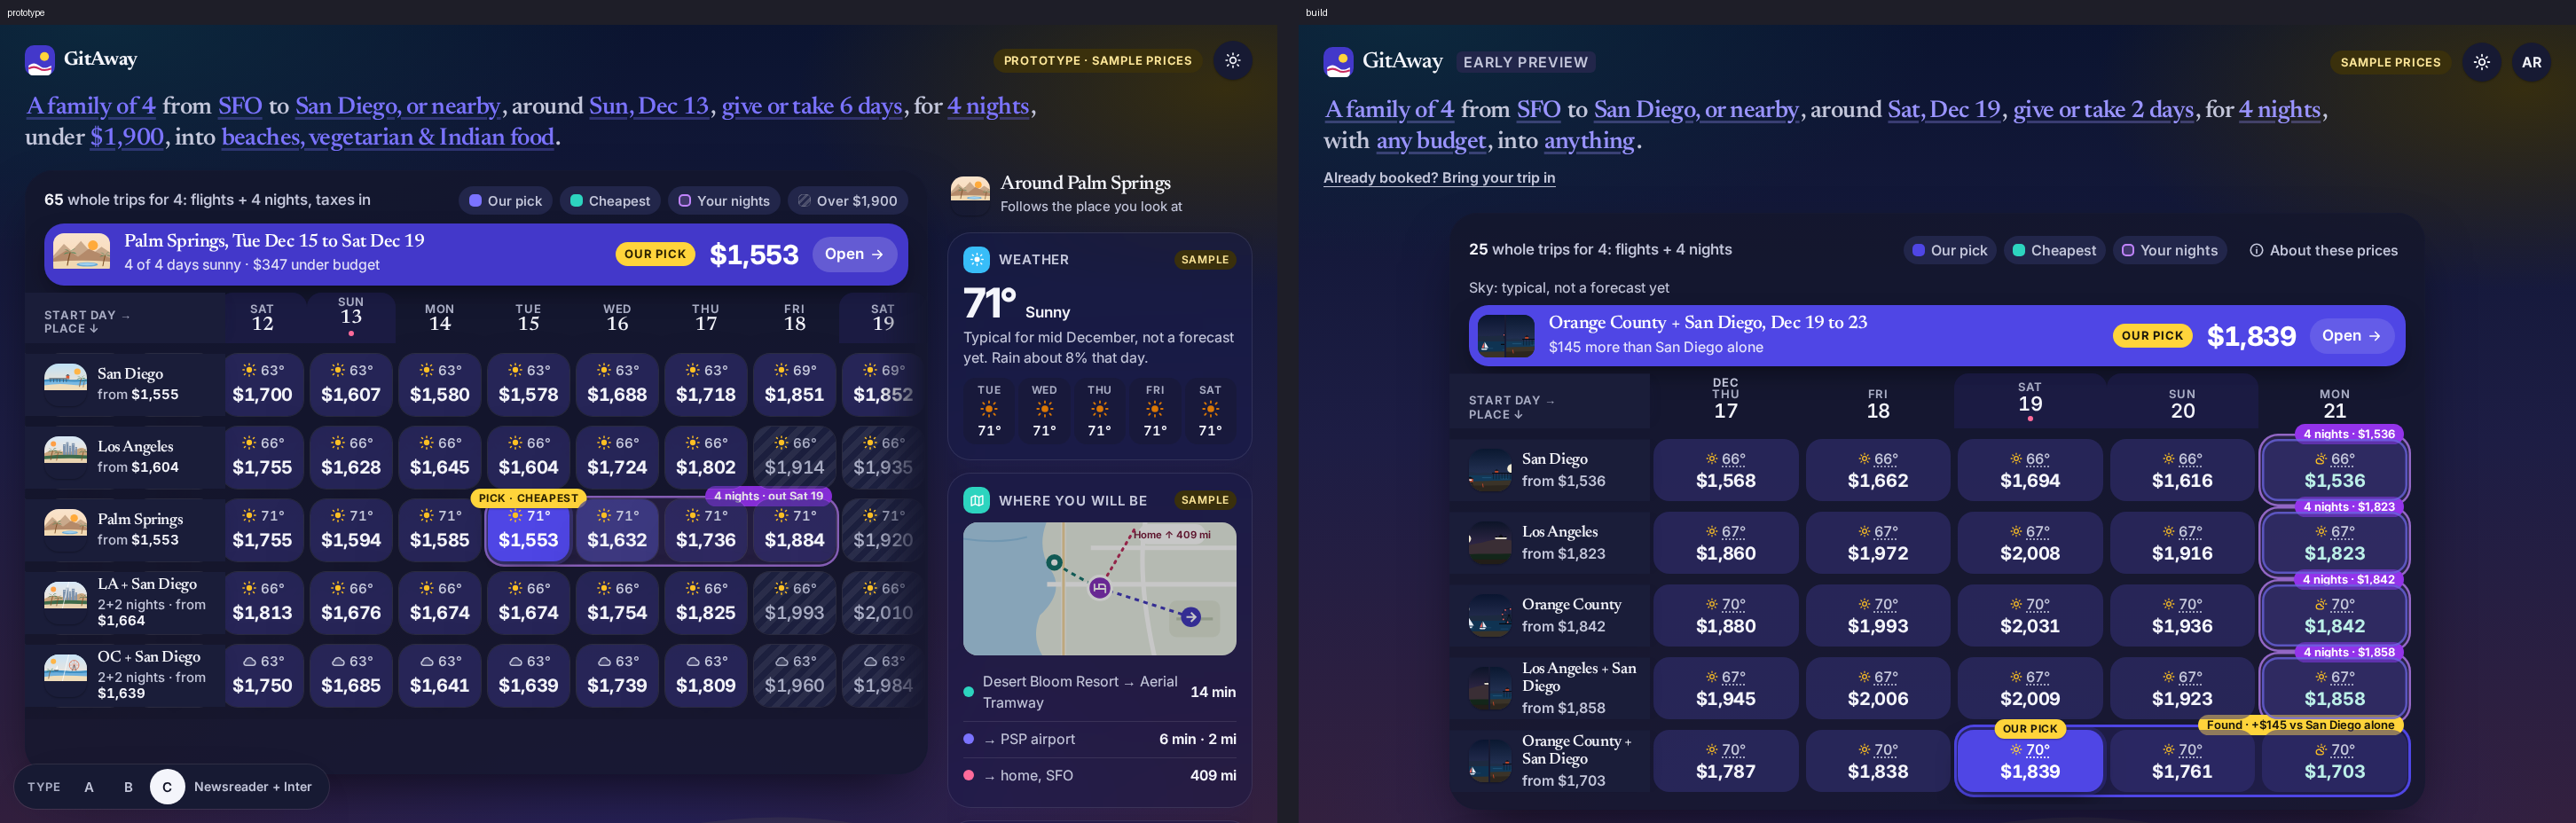 prototype
GitAway
PROTOTYPE · SAMPLE PRICES
A family of 4 from SFO to San Diego, or nearby, around Sun, Dec 13, give or take 6 days, for 4 nights,
under $1,900, into beaches, vegetarian & Indian food.
65 whole trips for 4: flights + 4 nights, taxes in
Our pick
Cheapest
Your nights
Over $1,900
Palm Springs, Tue Dec 15 to Sat Dec 19
4 of 4 days sunny · $347 under budget
OUR PICK
$1,553
Open →
START DAY →
PLACE ↓
SAT 12
SUN 13
MON 14
TUE 15
WED 16
THU 17
FRI 18
SAT 19
San Diego
from $1,555
63° 63° 63° 63° 63° 63° 69° 69°
$1,700 $1,607 $1,580 $1,578 $1,688 $1,718 $1,851 $1,852
Los Angeles
from $1,604
66° 66° 66° 66° 66° 66° 66° 66°
$1,755 $1,628 $1,645 $1,604 $1,724 $1,802 $1,914 $1,935
PICK · CHEAPEST
4 nights · out Sat 19
Palm Springs
from $1,553
71° 71° 71° 71° 71° 71° 71° 71°
$1,755 $1,594 $1,585 $1,553 $1,632 $1,736 $1,884 $1,920
LA + San Diego
2+2 nights · from
$1,664
66° 66° 66° 66° 66° 66° 66° 66°
$1,813 $1,676 $1,674 $1,674 $1,754 $1,825 $1,993 $2,010
OC + San Diego
2+2 nights · from
$1,639
63° 63° 63° 63° 63° 63° 63° 63°
$1,750 $1,685 $1,641 $1,639 $1,739 $1,809 $1,960 $1,984
TYPE A B C Newsreader + Inter
Around Palm Springs
Follows the place you look at
WEATHER
SAMPLE
71° Sunny
Typical for mid December, not a forecast
yet. Rain about 8% that day.
TUE WED THU FRI SAT
71° 71° 71° 71° 71°
WHERE YOU WILL BE
SAMPLE
Home ↑ 409 mi
Desert Bloom Resort → Aerial
Tramway
14 min
→ PSP airport
6 min · 2 mi
→ home, SFO
409 mi
build
GitAway
EARLY PREVIEW
SAMPLE PRICES
AR
A family of 4 from SFO to San Diego, or nearby, around Sat, Dec 19, give or take 2 days, for 4 nights,
with any budget, into anything.
Already booked? Bring your trip in
25 whole trips for 4: flights + 4 nights
Our pick
Cheapest
Your nights
About these prices
Sky: typical, not a forecast yet
Orange County + San Diego, Dec 19 to 23
$145 more than San Diego alone
OUR PICK
$1,839
Open →
START DAY →
PLACE ↓
DEC
THU 17
FRI 18
SAT 19
SUN 20
MON 21
4 nights · $1,536
San Diego
from $1,536
66° 66° 66° 66° 66°
$1,568 $1,662 $1,694 $1,616 $1,536
4 nights · $1,823
Los Angeles
from $1,823
67° 67° 67° 67° 67°
$1,860 $1,972 $2,008 $1,916 $1,823
4 nights · $1,842
Orange County
from $1,842
70° 70° 70° 70° 70°
$1,880 $1,993 $2,031 $1,936 $1,842
4 nights · $1,858
Los Angeles + San
Diego
from $1,858
67° 67° 67° 67° 67°
$1,945 $2,006 $2,009 $1,923 $1,858
OUR PICK
Found · +$145 vs San Diego alone
Orange County +
San Diego
from $1,703
70° 70° 70° 70° 70°
$1,787 $1,838 $1,839 $1,761 $1,703